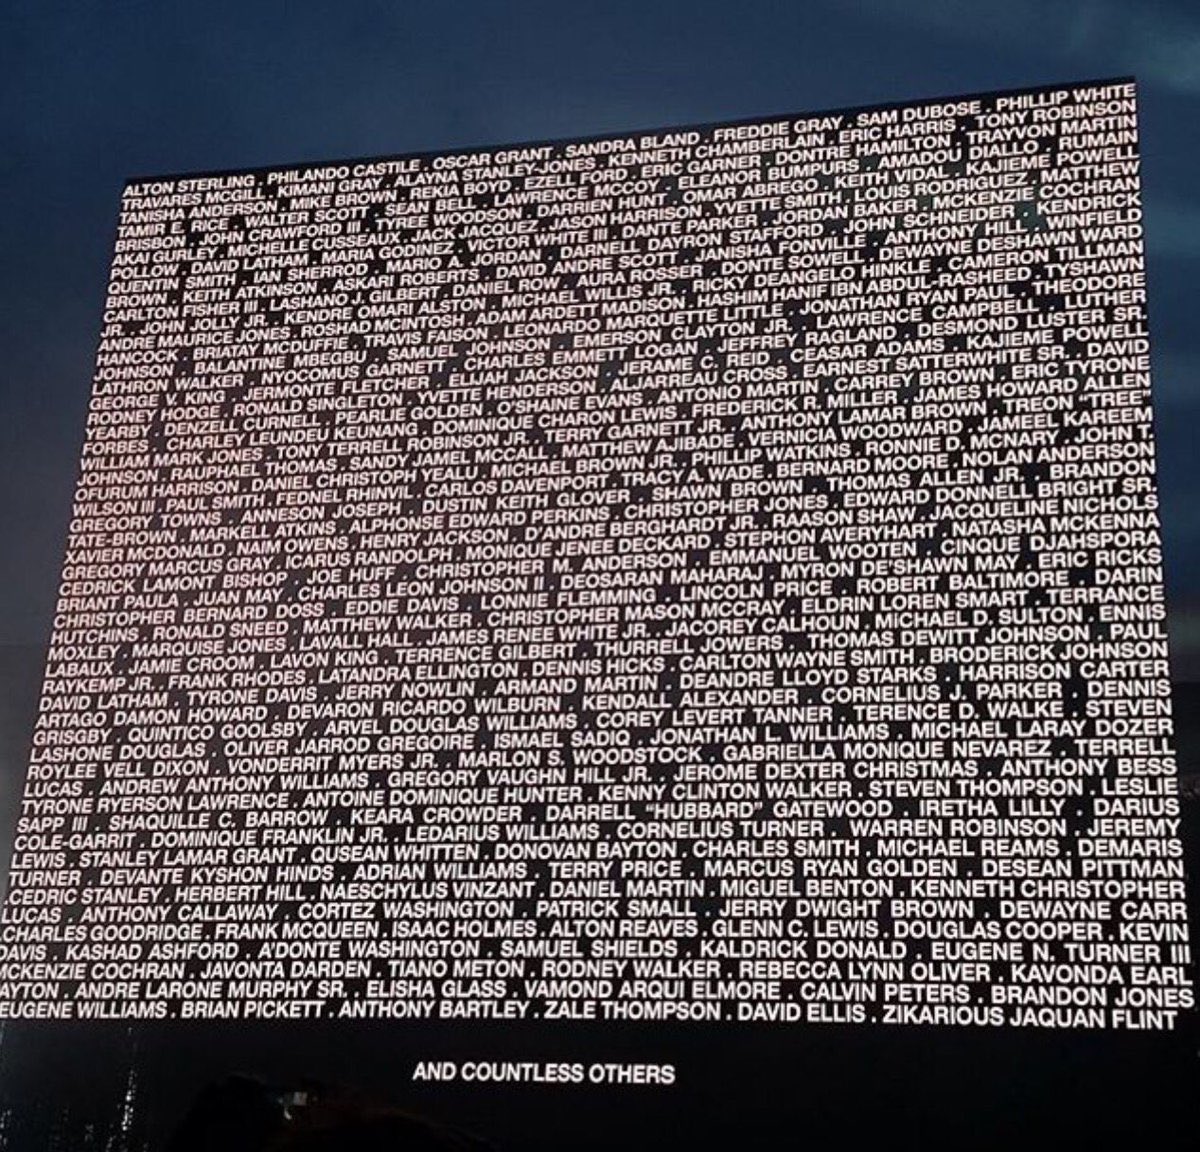 ALTON STERLING . PHILANDO CASTILE . OSCAR GRANT . SANDRA BLAND . FREDDIE GRAY . SAM DUBOSE . PHILLIP WHITE
TRAVARES MCGILL . KIMANI GRAY . ALAYNA STANLEY-JONES . KENNETH CHAMBERLAIN . ERIC HARRIS . TONY ROBINSON
TANISHA ANDERSON . MIKE BROWN . REKIA BOYD . EZELL FORD . ERIC GARNER . DONTRE HAMILTON . TRAYVON MARTIN
TAMIR E. RICE . WALTER SCOTT . SEAN BELL . LAWRENCE MCCOY . ELEANOR BUMPURS . AMADOU DIALLO . RUMAIN
BRISBON . JOHN CRAWFORD III . TYREE WOODSON . DARRIEN HUNT . OMAR ABREGO . KEITH VIDAL . KAJIEME POWELL
AKAI GURLEY . MICHELLE CUSSEAUX . JACK JACQUEZ . JASON HARRISON . YVETTE SMITH . LOUIS RODRIGUEZ . MATTHEW
POLLOW . DAVID LATHAM . MARIA GODINEZ . VICTOR WHITE III . DANTE PARKER . JORDAN BAKER . MCKENZIE COCHRAN
QUENTIN SMITH . IAN SHERROD . MARIO A. JORDAN . DARNELL DAYRON STAFFORD . JOHN SCHNEIDER . KENDRICK
BROWN . KEITH ATKINSON . ASKARI ROBERTS . DAVID ANDRE SCOTT . JANISHA FONVILLE . ANTHONY HILL . WINFIELD
CARLTON FISHER III . LASHANO J. GILBERT . DANIEL ROW . AURA ROSSER . DONTE SOWELL . DEWAYNE DESHAWN WARD
JR. . JOHN JOLLY JR. . KENDRE OMARI ALSTON . MICHAEL WILLIS JR. . RICKY DEANGELO HINKLE . CAMERON TILLMAN
ANDRE MAURICE JONES . ROSHAD MCINTOSH . ADAM ARDETT MADISON . HASHIM HANIF IBN ABDUL-RASHEED . TYSHAWN
HANCOCK . BRIATAY MCDUFFIE . TRAVIS FAISON . LEONARDO MARQUETTE LITTLE . JONATHAN RYAN PAUL . THEODORE
JOHNSON . BALANTINE MBEGBU . SAMUEL JOHNSON . EMERSON CLAYTON JR. . LAWRENCE CAMPBELL . LUTHER
LATHRON WALKER . NYOCOMUS GARNETT . CHARLES EMMETT LOGAN . JEFFREY RAGLAND . DESMOND LUSTER SR.
GEORGE V. KING . JERMONTE FLETCHER . ELIJAH JACKSON . JERAME C. REID . CEASAR ADAMS . KAJIEME POWELL
RODNEY HODGE . RONALD SINGLETON . YVETTE HENDERSON . ALJARREAU CROSS . EARNEST SATTERWHITE SR. . DAVID
YEARBY . DENZELL CURNELL . PEARLIE GOLDEN . O'SHAINE EVANS . ANTONIO MARTIN . CARREY BROWN . ERIC TYRONE
FORBES . CHARLEY LEUNDEU KEUNANG . DOMINIQUE CHARON LEWIS . FREDERICK R. MILLER . JAMES HOWARD ALLEN
WILLIAM MARK JONES . TONY TERRELL ROBINSON JR. . TERRY GARNETT JR. . ANTHONY LAMAR BROWN . TREON "TREE"
JOHNSON . RAUPHAEL THOMAS . SANDY JAMEL MCCALL . MATTHEW AJIBADE . VERNICIA WOODWARD . JAMEEL KAREEM
OFURUM HARRISON . DANIEL CHRISTOPH YEALU . MICHAEL BROWN JR. . PHILLIP WATKINS . RONNIE D. MCNARY . JOHN T.
WILSON III . PAUL SMITH . FEDNEL RHINVIL . CARLOS DAVENPORT . TRACY A. WADE . BERNARD MOORE . NOLAN ANDERSON
GREGORY TOWNS . ANNESON JOSEPH . DUSTIN KEITH GLOVER . SHAWN BROWN . THOMAS ALLEN JR. . BRANDON
TATE-BROWN . MARKELL ATKINS . ALPHONSE EDWARD PERKINS . CHRISTOPHER JONES . EDWARD DONNELL BRIGHT SR.
XAVIER MCDONALD . NAIM OWENS . HENRY JACKSON . D'ANDRE BERGHARDT JR. . RAASON SHAW . JACQUELINE NICHOLS
GREGORY MARCUS GRAY . ICARUS RANDOLPH . MONIQUE JENEE DECKARD . STEPHON AVERYHART . NATASHA MCKENNA
CEDRICK LAMONT BISHOP . JOE HUFF . CHRISTOPHER M. ANDERSON . EMMANUEL WOOTEN . CINQUE DJAHSPORA
BRIANT PAULA . JUAN MAY . CHARLES LEON JOHNSON II . DEOSARAN MAHARAJ . MYRON DE'SHAWN MAY . ERIC RICKS
CHRISTOPHER BERNARD DOSS . EDDIE DAVIS . LONNIE FLEMMING . LINCOLN PRICE . ROBERT BALTIMORE . DARIN
HUTCHINS . RONALD SNEED . MATTHEW WALKER . CHRISTOPHER MASON MCCRAY . ELDRIN LOREN SMART . TERRANCE
MOXLEY . MARQUISE JONES . LAVALL HALL . JAMES RENEE WHITE JR. . JACOREY CALHOUN . MICHAEL D. SULTON . ENNIS
LABAUX . JAMIE CROOM . LAVON KING . TERRENCE GILBERT . THURRELL JOWERS . THOMAS DEWITT JOHNSON . PAUL
RAYKEMP JR. . FRANK RHODES . LATANDRA ELLINGTON . DENNIS HICKS . CARLTON WAYNE SMITH . BRODERICK JOHNSON
DAVID LATHAM . TYRONE DAVIS . JERRY NOWLIN . ARMAND MARTIN . DEANDRE LLOYD STARKS . HARRISON CARTER
ARTAGO DAMON HOWARD . DEVARON RICARDO WILBURN . KENDALL ALEXANDER . CORNELIUS J. PARKER . DENNIS
GRISGBY . QUINTICO GOOLSBY . ARVEL DOUGLAS WILLIAMS . COREY LEVERT TANNER . TERENCE D. WALKE . STEVEN
LASHONE DOUGLAS . OLIVER JARROD GREGOIRE . ISMAEL SADIQ . JONATHAN L. WILLIAMS . MICHAEL LARAY DOZER
ROYLEE VELL DIXON . VONDERRIT MYERS JR. . MARLON S. WOODSTOCK . GABRIELLA MONIQUE NEVAREZ . TERRELL
LUCAS . ANDREW ANTHONY WILLIAMS . GREGORY VAUGHN HILL JR. . JEROME DEXTER CHRISTMAS . ANTHONY BESS
TYRONE RYERSON LAWRENCE . ANTOINE DOMINIQUE HUNTER . KENNY CLINTON WALKER . STEVEN THOMPSON . LESLIE
SAPP III . SHAQUILLE C. BARROW . KEARA CROWDER . DARRELL "HUBBARD" GATEWOOD . IRETHA LILLY . DARIUS
COLE-GARRIT . DOMINIQUE FRANKLIN JR. . LEDARIUS WILLIAMS . CORNELIUS TURNER . WARREN ROBINSON . JEREMY
LEWIS . STANLEY LAMAR GRANT . QUSEAN WHITTEN . DONOVAN BAYTON . CHARLES SMITH . MICHAEL REAMS . DEMARIS
TURNER . DEVANTE KYSHON HINDS . ADRIAN WILLIAMS . TERRY PRICE . MARCUS RYAN GOLDEN . DESEAN PITTMAN
CEDRIC STANLEY . HERBERT HILL . NAESCHYLUS VINZANT . DANIEL MARTIN . MIGUEL BENTON . KENNETH CHRISTOPHER
LUCAS . ANTHONY CALLAWAY . CORTEZ WASHINGTON . PATRICK SMALL . JERRY DWIGHT BROWN . DEWAYNE CARR
CHARLES GOODRIDGE . FRANK MCQUEEN . ISAAC HOLMES . ALTON REAVES . GLENN C. LEWIS . DOUGLAS COOPER . KEVIN
DAVIS . KASHAD ASHFORD . A'DONTE WASHINGTON . SAMUEL SHIELDS . KALDRICK DONALD . EUGENE N. TURNER III
MCKENZIE COCHRAN . JAVONTA DARDEN . TIANO METON . RODNEY WALKER . REBECCA LYNN OLIVER . KAVONDA EARL
AYTON . ANDRE LARONE MURPHY SR. . ELISHA GLASS . VAMOND ARQUI ELMORE . CALVIN PETERS . BRANDON JONES
EUGENE WILLIAMS . BRIAN PICKETT . ANTHONY BARTLEY . ZALE THOMPSON . DAVID ELLIS . ZIKARIOUS JAQUAN FLINT
AND COUNTLESS OTHERS